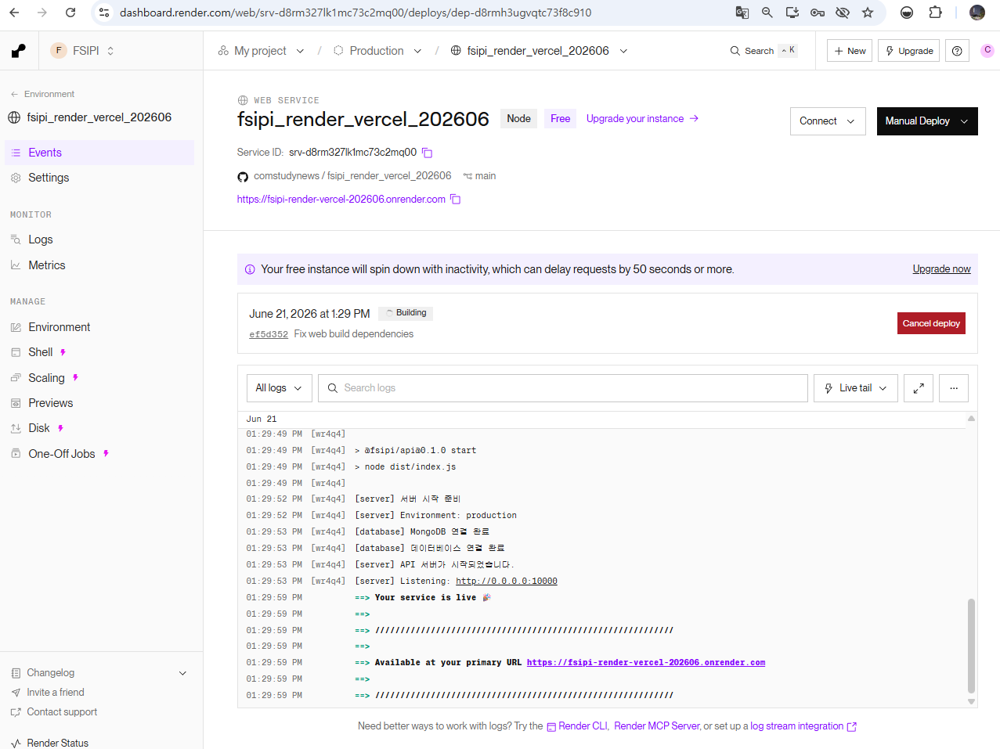 dashboard.render.com/web/srv-d8rm327lk1mc73c2mq00/deploys/dep-d8rmh3ugvqtc73f8c910
F FSIPI
My project / Production / fsipi_render_vercel_202606
Search ^ K
+ New
Upgrade
C
← Environment
fsipi_render_vercel_202606
Events
Settings
MONITOR
Logs
Metrics
MANAGE
Environment
Shell
Scaling
Previews
Disk
One-Off Jobs
Changelog
Invite a friend
Contact support
Render Status
WEB SERVICE
fsipi_render_vercel_202606 Node Free Upgrade your instance →
Connect
Manual Deploy
Service ID: srv-d8rm327lk1mc73c2mq00
comstudynews / fsipi_render_vercel_202606 main
https://fsipi-render-vercel-202606.onrender.com
Your free instance will spin down with inactivity, which can delay requests by 50 seconds or more. Upgrade now
June 21, 2026 at 1:29 PM Building
ef5d352 Fix web build dependencies
Cancel deploy
All logs
Search logs
Live tail
...
Jun 21
01:29:49 PM [wr4q4]
01:29:49 PM [wr4q4] > @fsipi/api@0.1.0 start
01:29:49 PM [wr4q4] > node dist/index.js
01:29:49 PM [wr4q4]
01:29:52 PM [wr4q4] [server] 서버 시작 준비
01:29:52 PM [wr4q4] [server] Environment: production
01:29:53 PM [wr4q4] [database] MongoDB 연결 완료
01:29:53 PM [wr4q4] [database] 데이터베이스 연결 완료
01:29:53 PM [wr4q4] [server] API 서버가 시작되었습니다.
01:29:53 PM [wr4q4] [server] Listening: http://0.0.0.0:10000
01:29:59 PM ==> Your service is live 🎉
01:29:59 PM ==>
01:29:59 PM ==> ///////////////////////////////////////////////////////////
01:29:59 PM ==>
01:29:59 PM ==> Available at your primary URL https://fsipi-render-vercel-202606.onrender.com
01:29:59 PM ==>
01:29:59 PM ==> ///////////////////////////////////////////////////////////
Need better ways to work with logs? Try the Render CLI, Render MCP Server, or set up a log stream integration